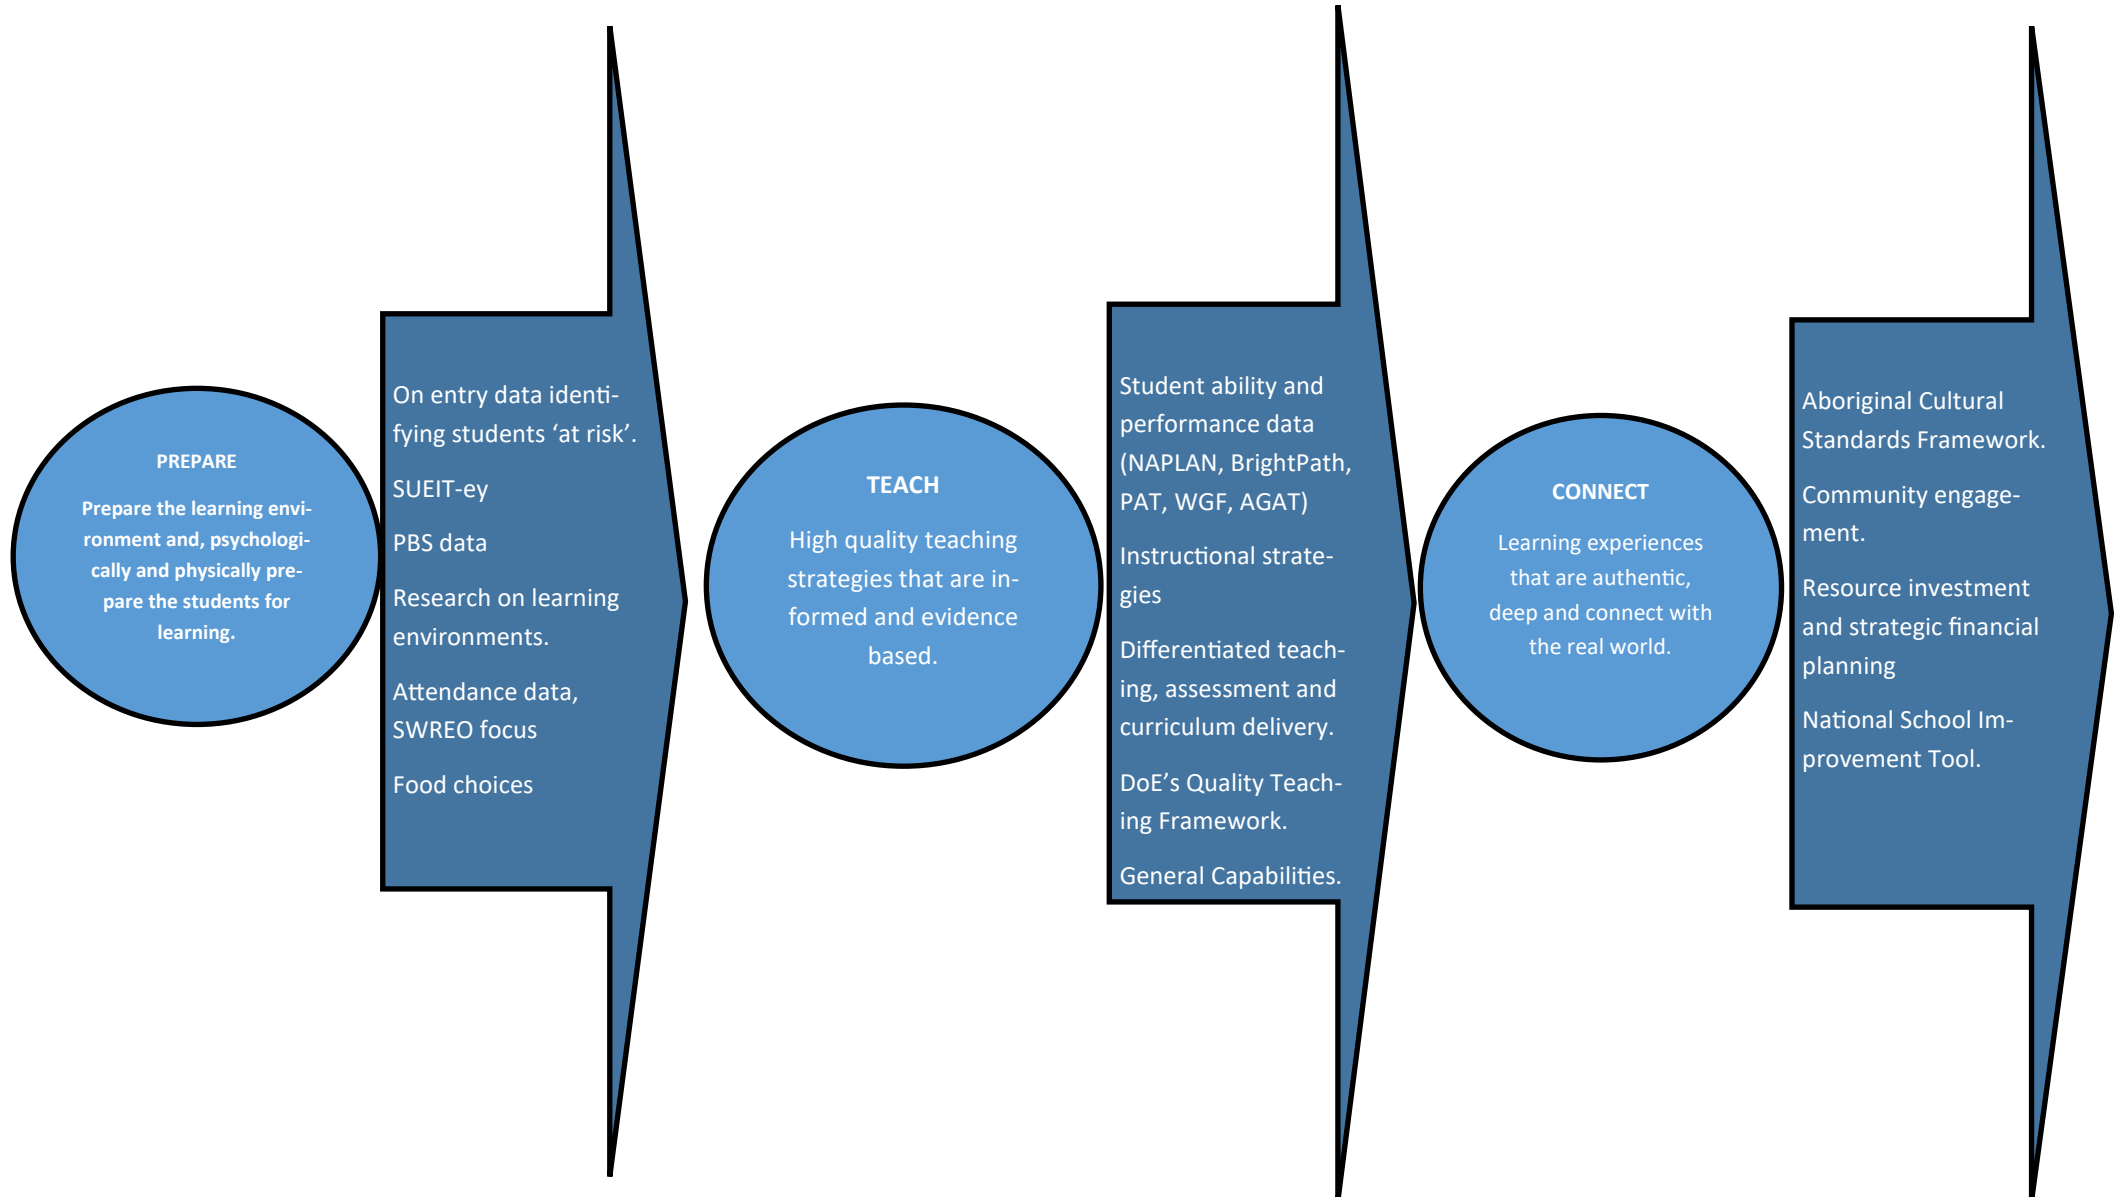 PREPARE
Prepare the learning envi-
ronment and, psychologi-
cally and physically pre-
pare the students for
learning.
On entry data identi-
fying students ‘at risk’.
SUEIT-ey
PBS data
Research on learning
environments.
Attendance data,
SWREO focus
Food choices
TEACH
High quality teaching
strategies that are in-
formed and evidence
based.
Student ability and
performance data
(NAPLAN, BrightPath,
PAT, WGF, AGAT)
Instructional strate-
gies
Differentiated teach-
ing, assessment and
curriculum delivery.
DoE’s Quality Teach-
ing Framework.
General Capabilities.
CONNECT
Learning experiences
that are authentic,
deep and connect with
the real world.
Aboriginal Cultural
Standards Framework.
Community engage-
ment.
Resource investment
and strategic financial
planning
National School Im-
provement Tool.